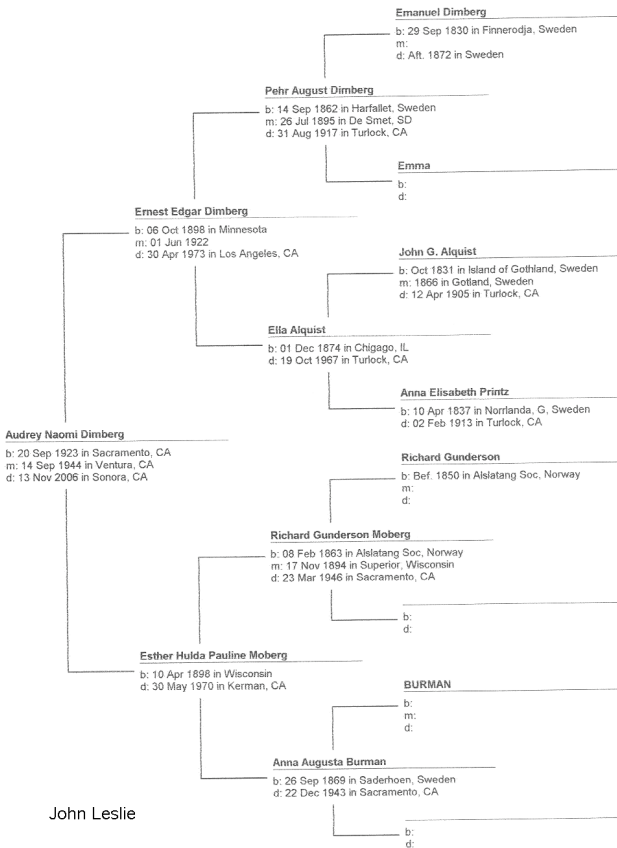 Emanuel Dimberg
b: 29 Sep 1830 in Finnerodja, Sweden
m:
d: Aft. 1872 in Sweden
Pehr August Dimberg
b: 14 Sep 1862 in Harfallet, Sweden
m: 26 Jul 1895 in De Smet, SD
d: 31 Aug 1917 in Turlock, CA
Emma
b:
d:
Ernest Edgar Dimberg
b: 06 Oct 1898 in Minnesota
m: 01 Jun 1922
d: 30 Apr 1973 in Los Angeles, CA
John G. Alquist
b: Oct 1831 in Island of Gothland, Sweden
m: 1866 in Gotland, Sweden
d: 12 Apr 1905 in Turlock, CA
Ella Alquist
b: 01 Dec 1874 in Chigago, IL
d: 19 Oct 1967 in Turlock, CA
Anna Elisabeth Printz
b: 10 Apr 1837 in Norrlanda, G, Sweden
d: 02 Feb 1913 in Turlock, CA
Audrey Naomi Dimberg
b: 20 Sep 1923 in Sacramento, CA
m: 14 Sep 1944 in Ventura, CA
d: 13 Nov 2006 in Sonora, CA
Richard Gunderson
b: Bef. 1850 in Alslatang Soc, Norway
m:
d:
Richard Gunderson Moberg
b: 08 Feb 1863 in Alslatang Soc, Norway
m: 17 Nov 1894 in Superior, Wisconsin
d: 23 Mar 1946 in Sacramento, CA
b:
d:
Esther Hulda Pauline Moberg
b: 10 Apr 1898 in Wisconsin
d: 30 May 1970 in Kerman, CA
BURMAN
b:
m:
d:
Anna Augusta Burman
b: 26 Sep 1869 in Saderhoen, Sweden
d: 22 Dec 1943 in Sacramento, CA
b:
d:
John Leslie